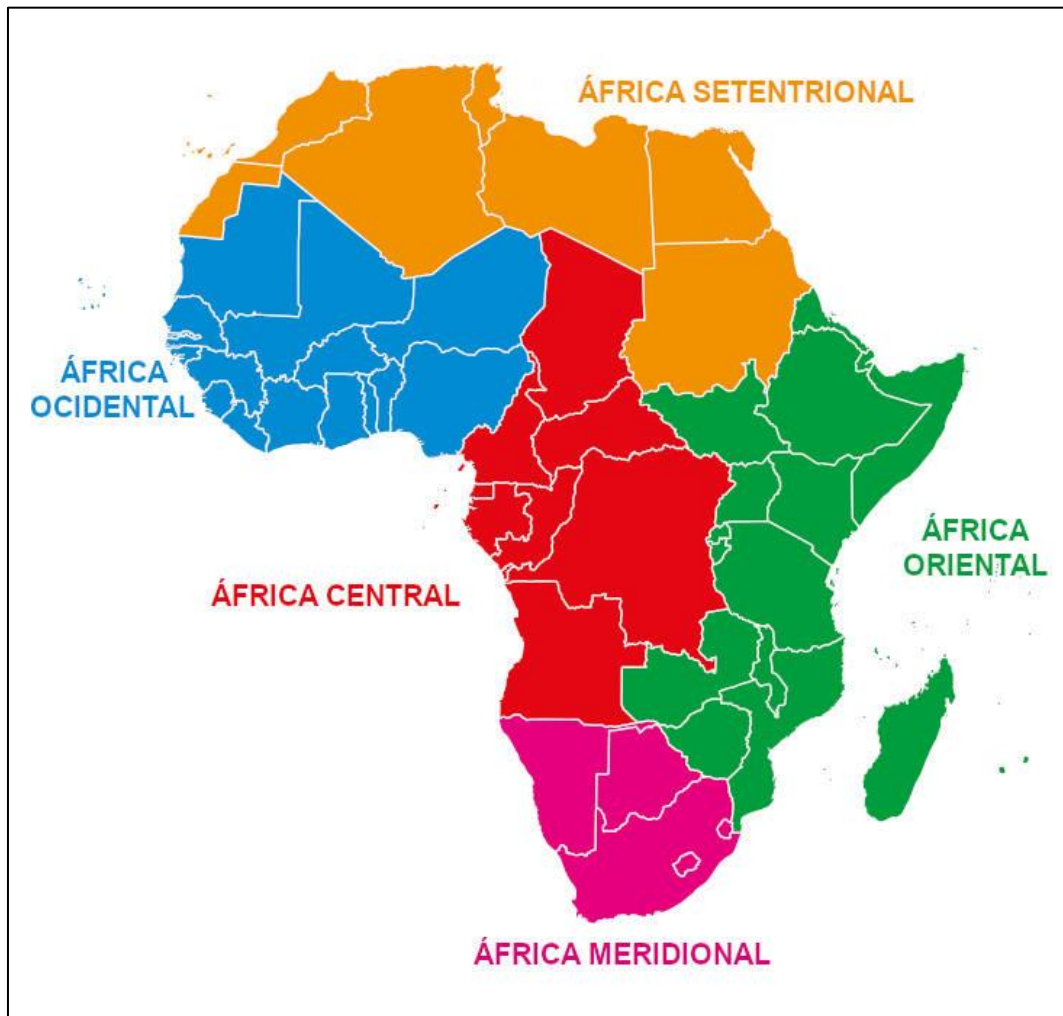 ÁFRICA SETENTRIONAL
ÁFRICA
OCIDENTAL
ÁFRICA
ORIENTAL
ÁFRICA CENTRAL
ÁFRICA MERIDIONAL